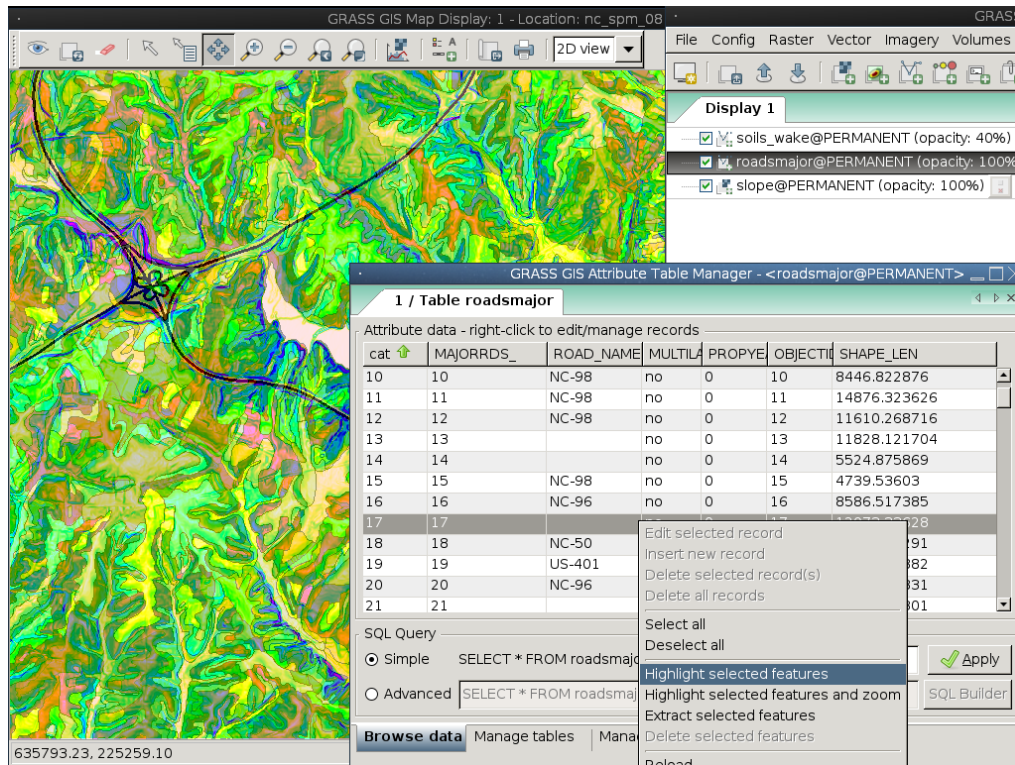 GRASS GIS Map Display: 1 - Location: nc_spm_08
2D view
635793.23, 225259.10
GRAS
File Config Raster Vector Imagery Volumes
Display 1
soils_wake@PERMANENT (opacity: 40%)
roadsmajor@PERMANENT (opacity: 100%
slope@PERMANENT (opacity: 100%)
GRASS GIS Attribute Table Manager - <roadsmajor@PERMANENT>
1 / Table roadsmajor
Attribute data - right-click to edit/manage records
cat MAJORRDS_ ROAD_NAME MULTILA PROPYE OBJECTID SHAPE_LEN
10 10 NC-98 no 0 10 8446.822876
11 11 NC-98 no 0 11 14876.323626
12 12 NC-98 no 0 12 11610.268716
13 13 no 0 13 11828.121704
14 14 no 0 14 5524.875869
15 15 NC-98 no 0 15 4739.53603
16 16 NC-96 no 0 16 8586.517385
17 17
18 18 NC-50 291
19 19 US-401 382
20 20 NC-96 331
21 21 301
Edit selected record
Insert new record
Delete selected record(s)
Delete all records
Select all
Deselect all
Highlight selected features
Highlight selected features and zoom
Extract selected features
Delete selected features
Reload
SQL Query
Simple SELECT * FROM roadsmajo
Apply
Advanced SELECT * FROM roadsmaj
SQL Builder
Browse data Manage tables Mana